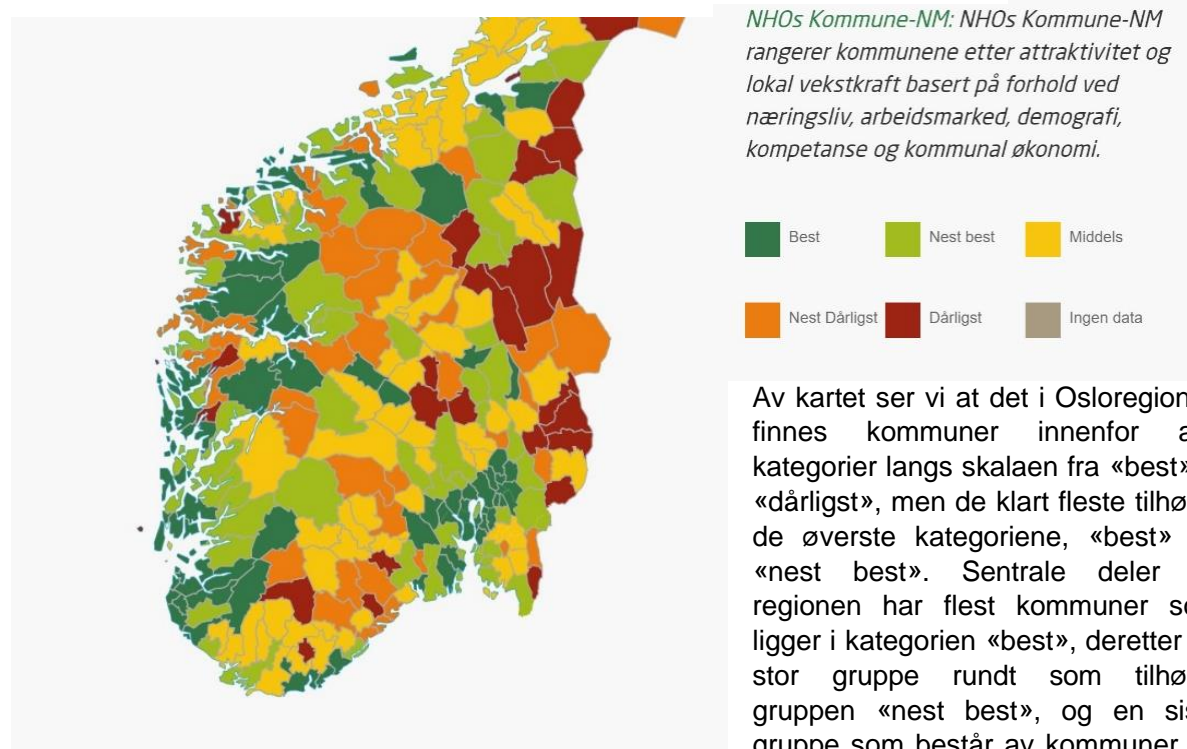 NHOs Kommune-NM: NHOs Kommune-NM
rangerer kommunene etter attraktivitet og
lokal vekstkraft basert på forhold ved
næringsliv, arbeidsmarked, demografi,
kompetanse og kommunal økonomi.
Best
Nest best
Middels
Nest Dårligst
Dårligst
Ingen data
Av kartet ser vi at det i Osloregion
finnes kommuner innenfor
kategorier langs skalaen fra «best»
«dårligst», men de klart fleste
de øverste kategoriene, «best»
«nest best». Sentrale deler
regionen har flest kommuner
ligger i kategorien «best», deretter
stor gruppe rundt som
gruppen «nest best», og en
gruppe som består av kommuner